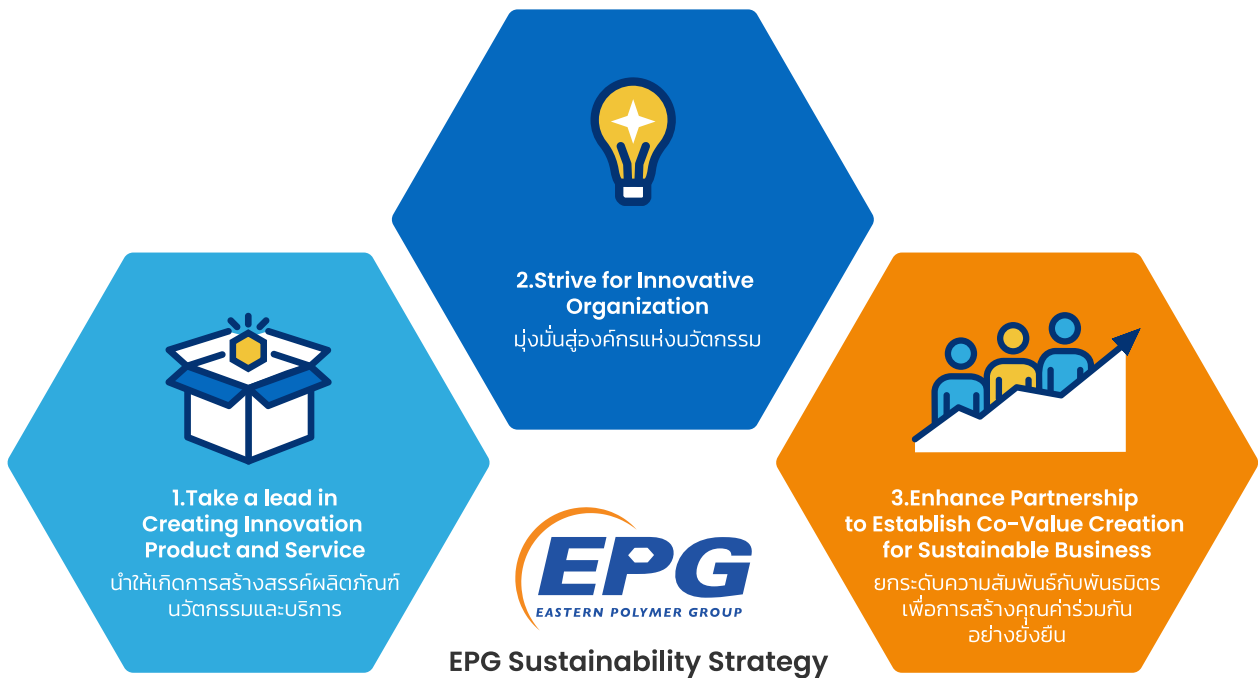 2.Strive for Innovative
Organization
มุ่งมั่นสู่องค์กรแห่งนวัตกรรม
1.Take a lead in
Creating Innovation
Product and Service
นำให้เกิดการสร้างสรรค์ผลิตภัณฑ์
นวัตกรรมและบริการ
3.Enhance Partnership
to Establish Co-Value Creation
for Sustainable Business
ยกระดับความสัมพันธ์กับพันธมิตร
เพื่อการสร้างคุณค่าร่วมกัน
อย่างยั่งยืน
EPG
EASTERN POLYMER GROUP
EPG Sustainability Strategy